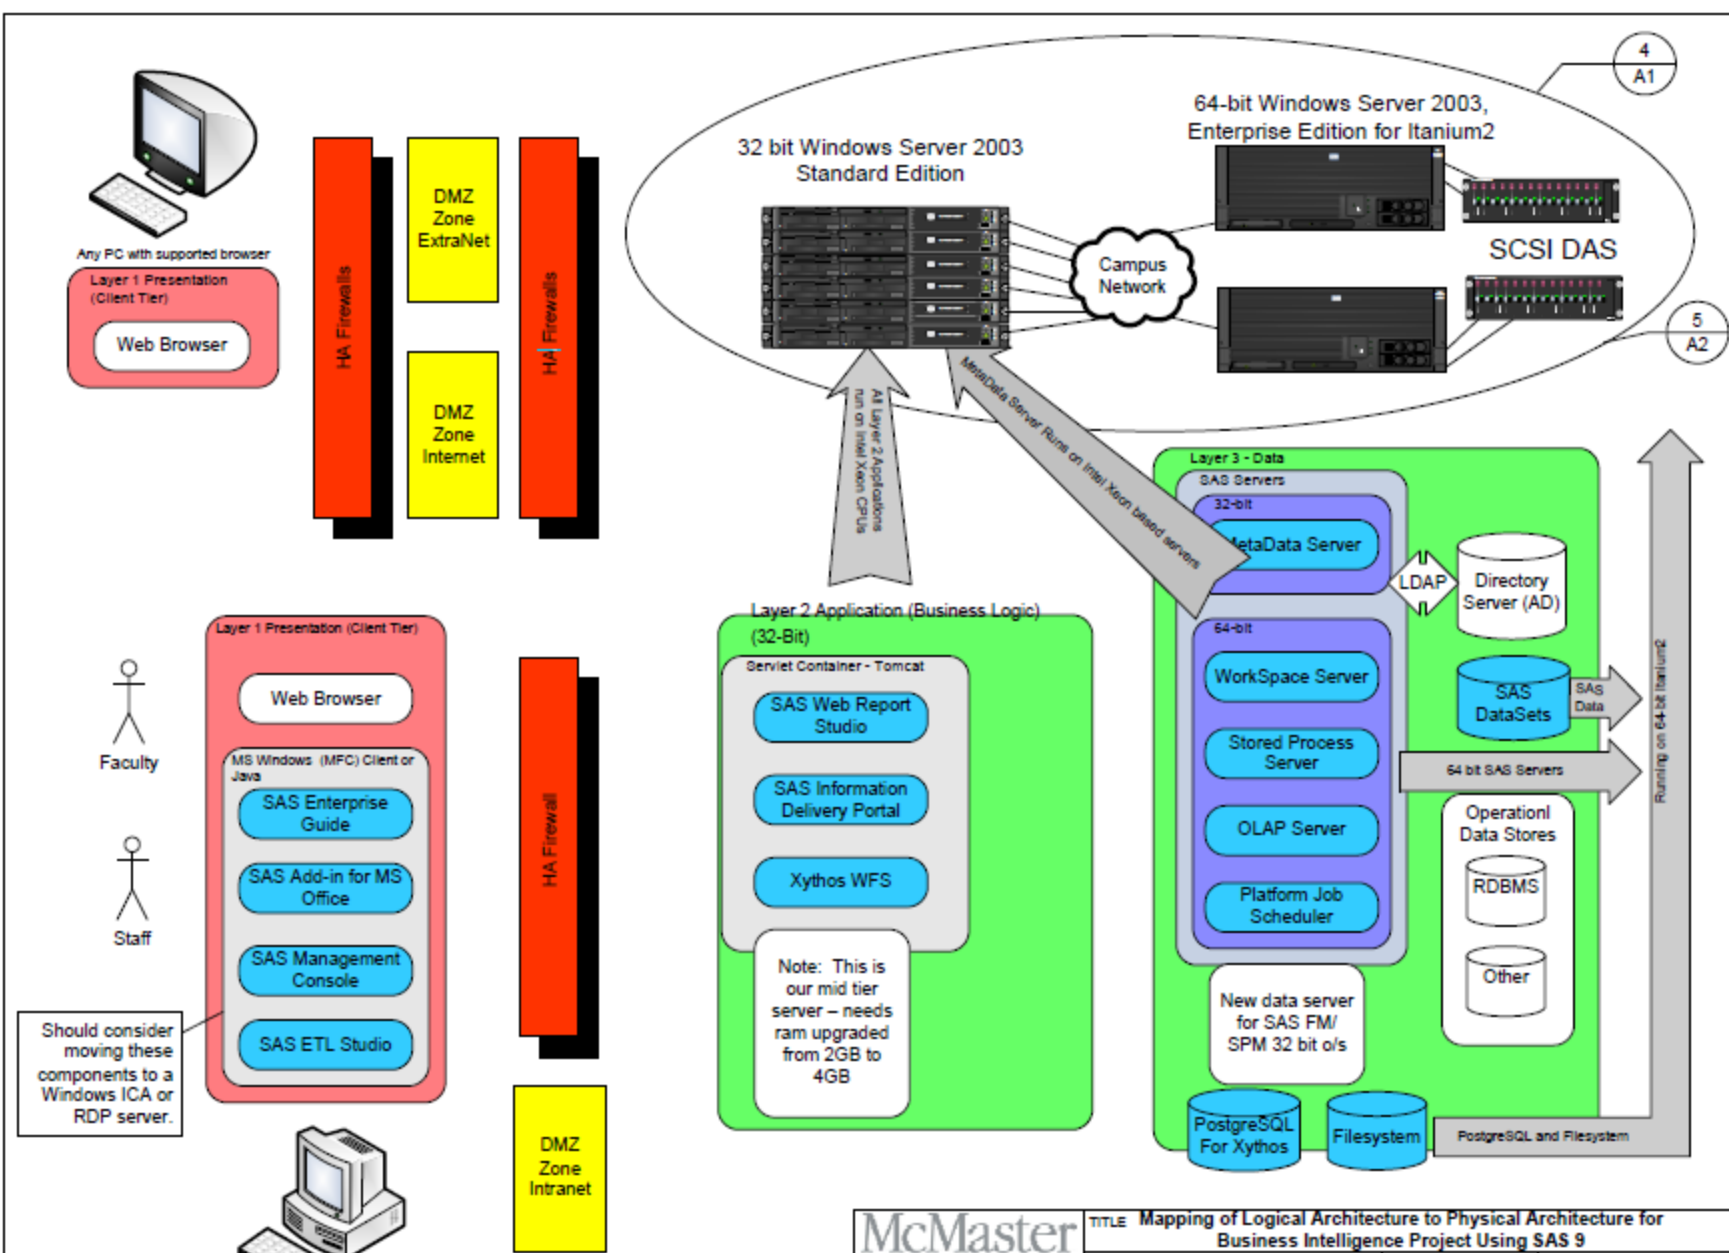 4
A1
64-bit Windows Server 2003,
Enterprise Edition for Itanium2
32 bit Windows Server 2003
Standard Edition
SCSI DAS
Campus
Network
5
A2
Any PC with supported browser
Layer 1 Presentation
(Client Tier)
Web Browser
HA Firewalls
DMZ
Zone
ExtraNet
DMZ
Zone
Internet
HA Firewalls
All Layer 2 Applications
run on Intel Xeon CPUs
MetaData Server Runs on Intel Xeon based servers
Layer 3 - Data
SAS Servers
32-bit
MetaData Server
LDAP
Directory
Server (AD)
64-bit
WorkSpace Server
Stored Process
Server
OLAP Server
Platform Job
Scheduler
SAS
DataSets
SAS
Data
64 bit SAS Servers
Running on 64-bit Itanium2
Operationl
Data Stores
RDBMS
Other
New data server
for SAS FM/
SPM 32 bit o/s
PostgreSQL
For Xythos
Filesystem
PostgreSQL and Filesystem
Layer 2 Application (Business Logic)
(32-Bit)
Servlet Container - Tomcat
SAS Web Report
Studio
SAS Information
Delivery Portal
Xythos WFS
Note: This is
our mid tier
server – needs
ram upgraded
from 2GB to
4GB
Layer 1 Presentation (Client Tier)
Web Browser
MS Windows (MFC) Client or
Java
SAS Enterprise
Guide
SAS Add-in for MS
Office
SAS Management
Console
SAS ETL Studio
Faculty
Staff
Should consider
moving these
components to a
Windows ICA or
RDP server.
HA Firewall
DMZ
Zone
Intranet
McMaster
TITLE Mapping of Logical Architecture to Physical Architecture for
Business Intelligence Project Using SAS 9